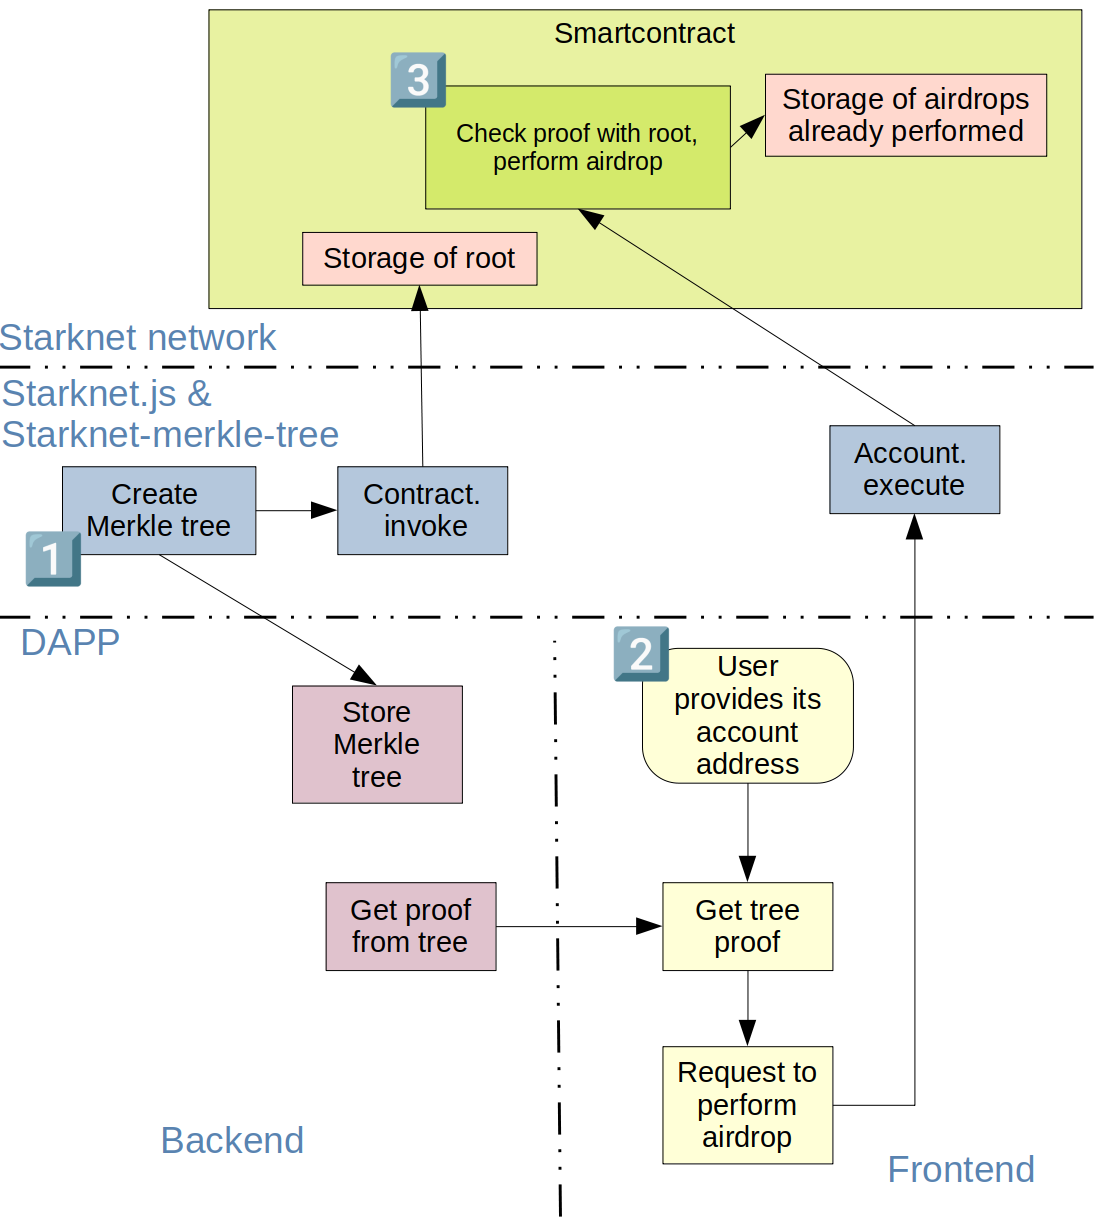 Smartcontract
3
Check proof with root,
perform airdrop
Storage of airdrops
already performed
Storage of root
Starknet network
Starknet.js &
Starknet-merkle-tree
Create
Merkle tree
1
Contract.
invoke
Account.
execute
DAPP
2
User
provides its
account
address
Store
Merkle
tree
Get proof
from tree
Get tree
proof
Request to
perform
airdrop
Backend
Frontend